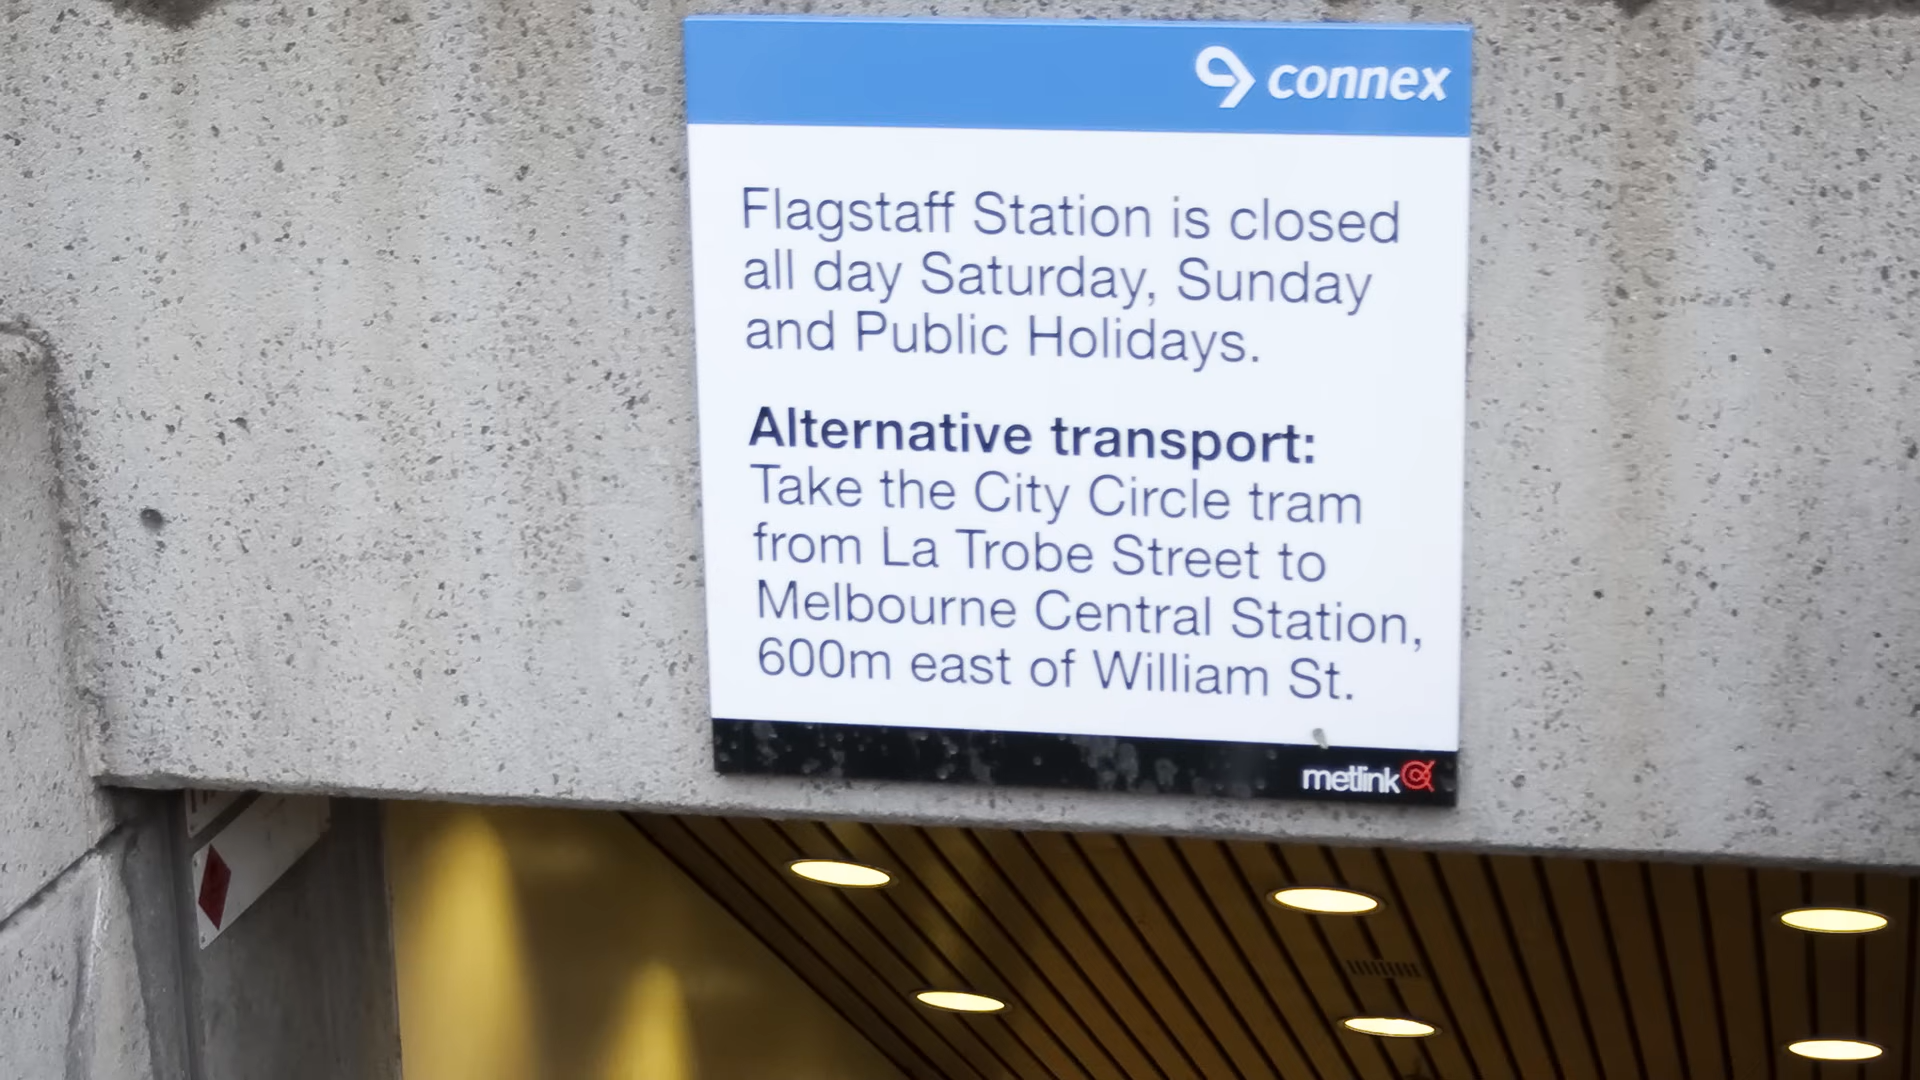 connex
Flagstaff Station is closed
all day Saturday, Sunday
and Public Holidays.
Alternative transport:
Take the City Circle tram
from La Trobe Street to
Melbourne Central Station,
600m east of William St.
metlink